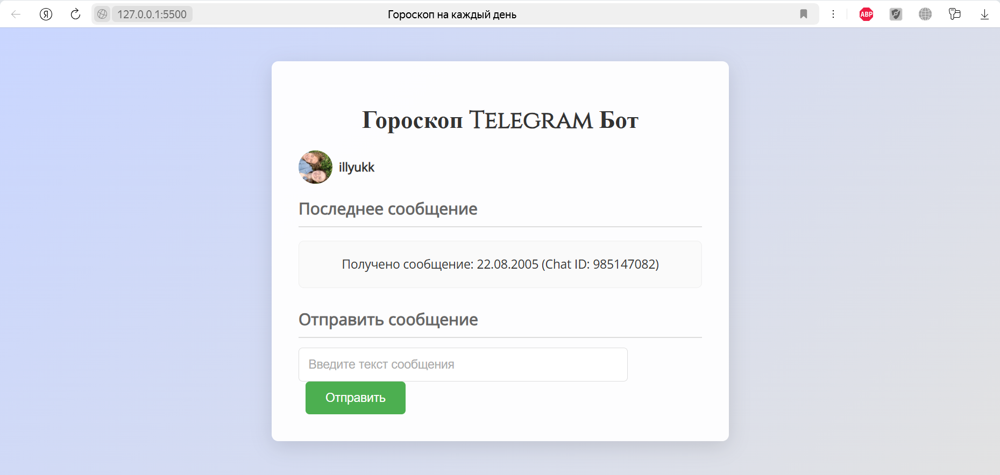 Я 127.0.0.1:5500 Гороскоп на каждый день ABP
Гороскоп Telegram Бот
illyukk
Последнее сообщение
Получено сообщение: 22.08.2005 (Chat ID: 985147082)
Отправить сообщение
Введите текст сообщения
Отправить